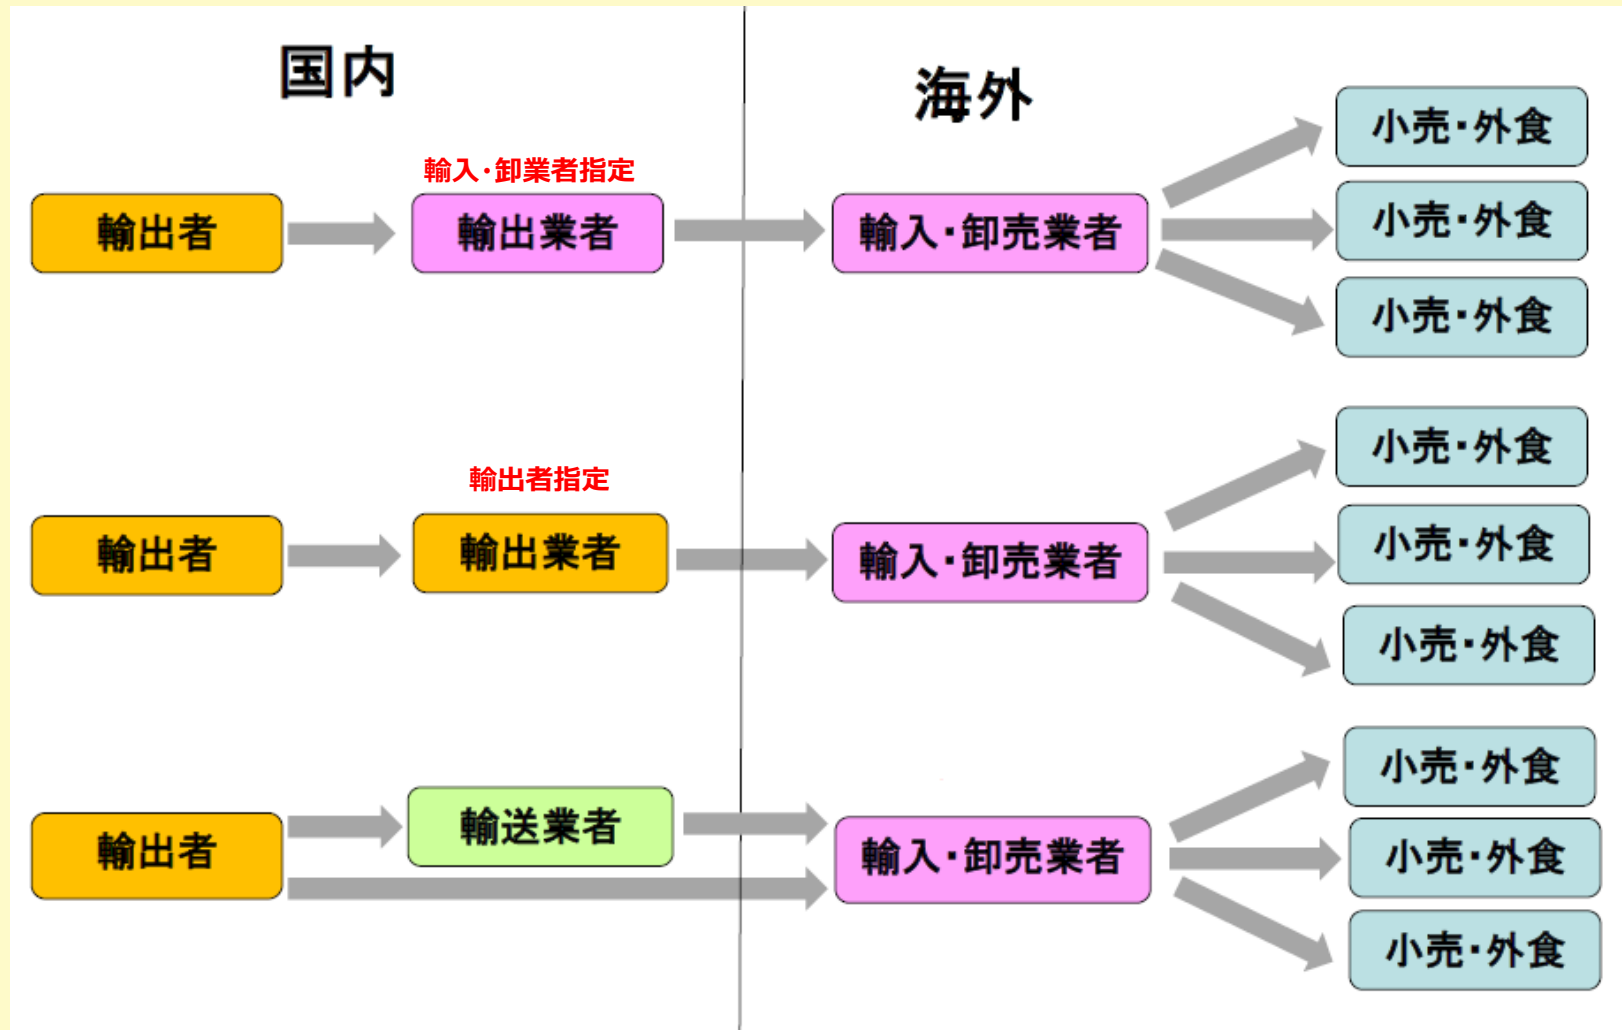 国内
海外
輸入・卸業者指定
輸出者
輸出業者
輸入・卸売業者
小売・外食
小売・外食
小売・外食
輸出者指定
輸出者
輸出業者
輸入・卸売業者
小売・外食
小売・外食
小売・外食
輸出者
輸送業者
輸入・卸売業者
小売・外食
小売・外食
小売・外食